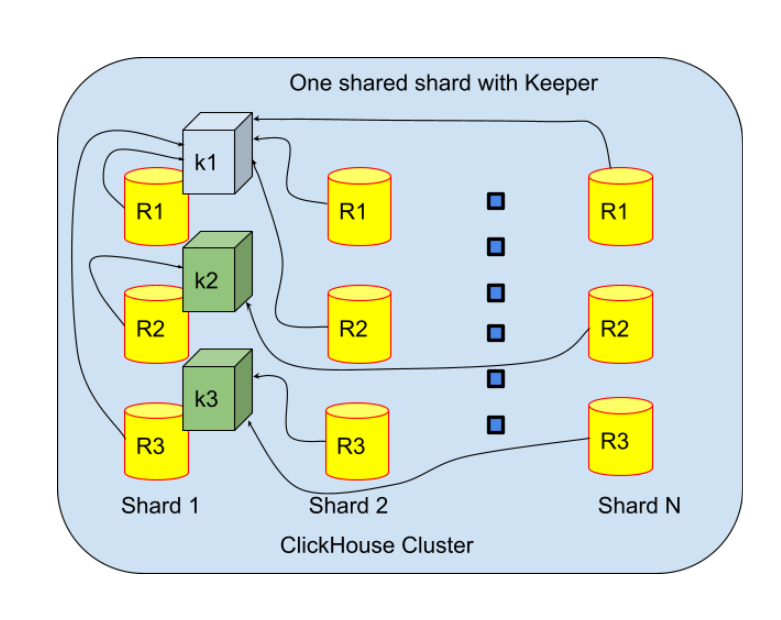 One shared shard with Keeper
k1
R1
R1
R1
k2
R2
R2
R2
k3
R3
R3
R3
Shard 1
Shard 2
Shard N
ClickHouse Cluster